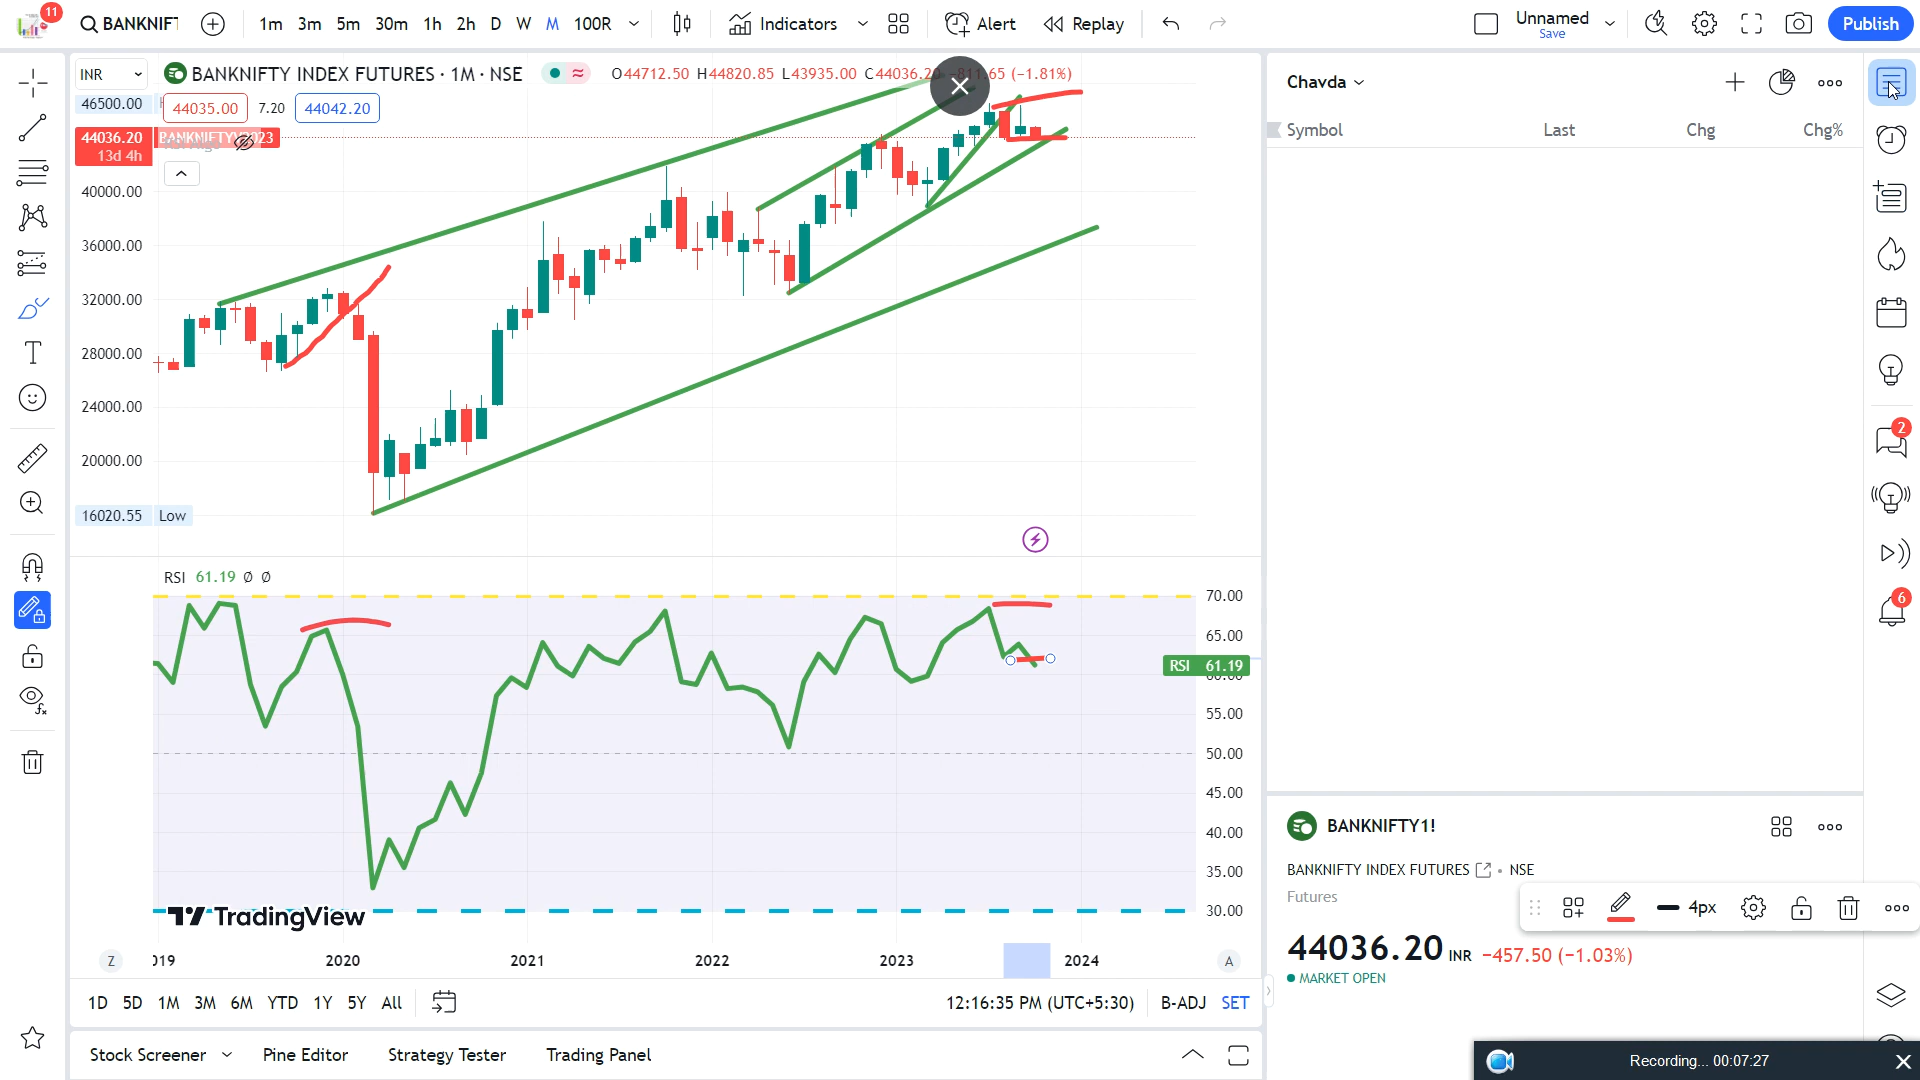 11
BANKNIFT
1m 3m 5m 30m 1h 2h D W M 100R
Indicators
Alert
Replay
Unnamed
Save
Publish
INR
BANKNIFTY INDEX FUTURES · 1M · NSE
O44712.50 H44820.85 L43935.00 C44036.20 (−1.81%)
44035.00 7.20 44042.20
46500.00
44036.20
13d 4h
40000.00
36000.00
32000.00
28000.00
24000.00
20000.00
16020.55 Low
RSI 61.19 Ø Ø
70.00
65.00
RSI 61.19
60.00
55.00
50.00
45.00
40.00
35.00
30.00
TradingView
Z
2020
2021
2022
2023
2024
A
1D 5D 1M 3M 6M YTD 1Y 5Y All
12:16:35 PM (UTC+5:30)
B-ADJ SET
Stock Screener
Pine Editor
Strategy Tester
Trading Panel
Chavda
Symbol Last Chg Chg%
BANKNIFTY1!
BANKNIFTY INDEX FUTURES • NSE
Futures
4px
44036.20 INR −457.50 (−1.03%)
MARKET OPEN
2
6
Recording... 00:07:27